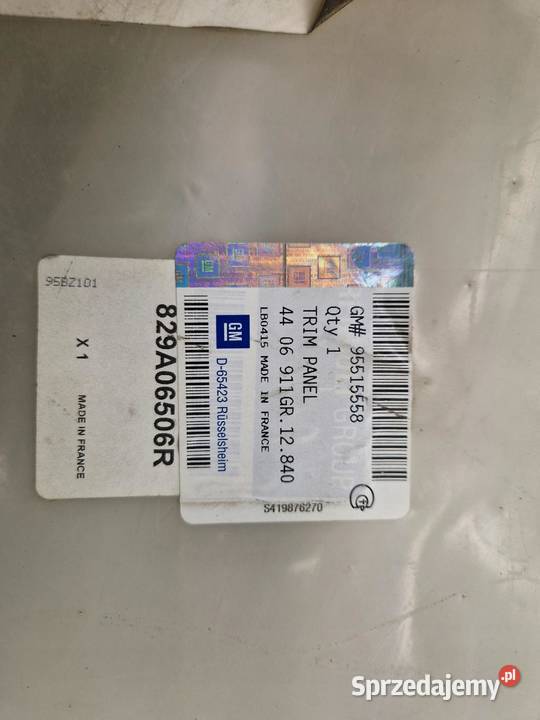 GM# 95515558
Qty 1
TRIM PANEL
44 06 911GR.12.840
LB0415 MADE IN FRANCE
GM
D-65423 Rüsselsheim
S419876270
829A06506R
X 1
MADE IN FRANCE
95BZ101
Sprzedajemy.pl